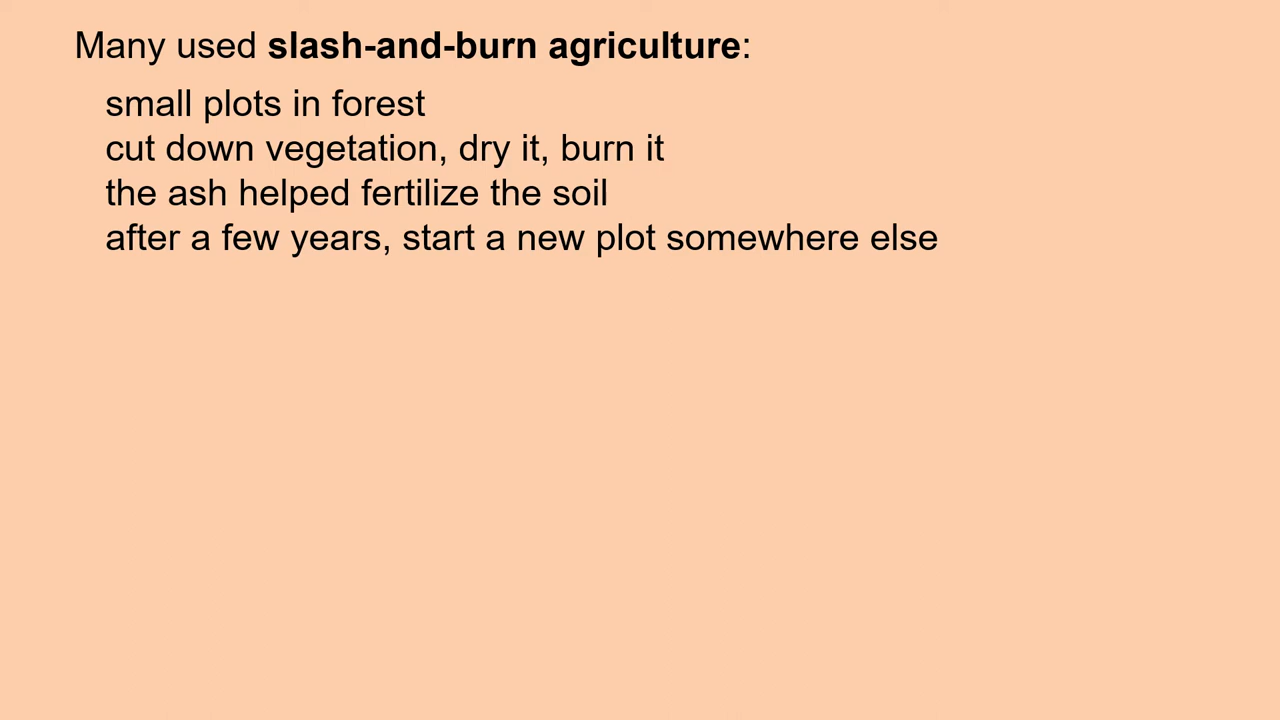 Many used slash-and-burn agriculture:
small plots in forest
cut down vegetation, dry it, burn it
the ash helped fertilize the soil
after a few years, start a new plot somewhere else